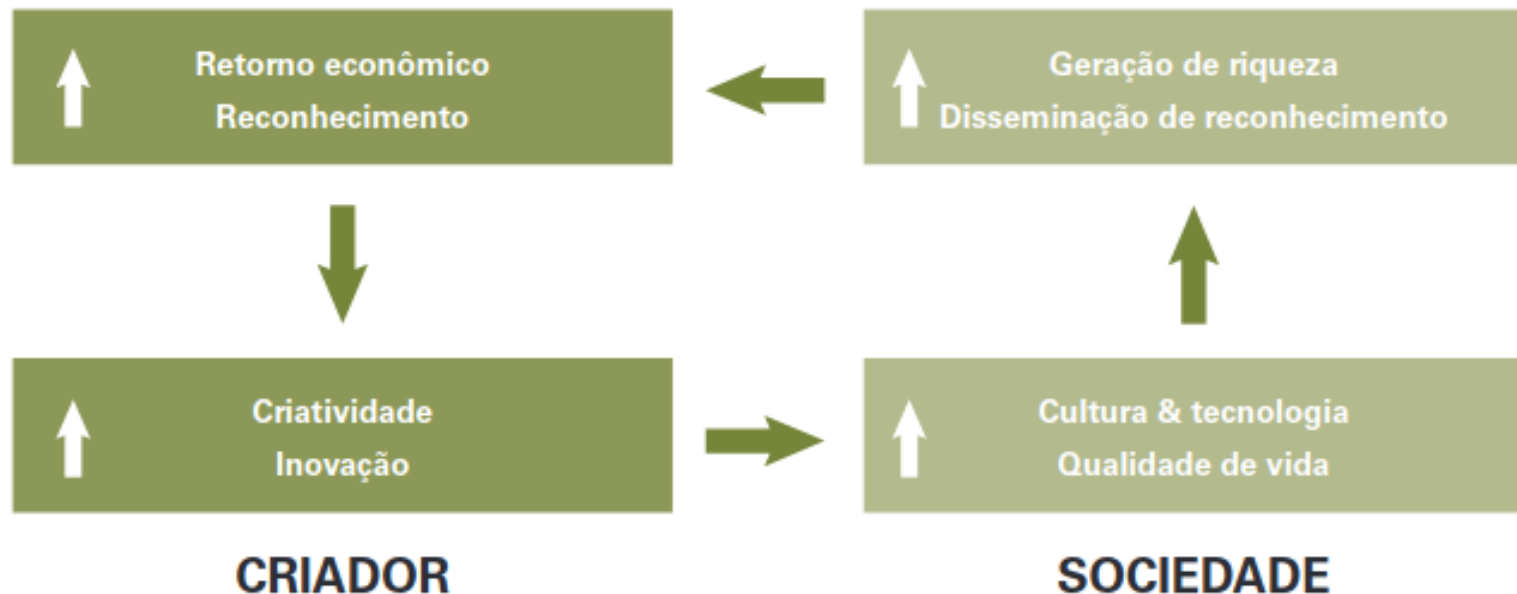 Retorno econômico
Reconhecimento
Geração de riqueza
Disseminação de reconhecimento
Criatividade
Inovação
Cultura & tecnologia
Qualidade de vida
CRIADOR
SOCIEDADE